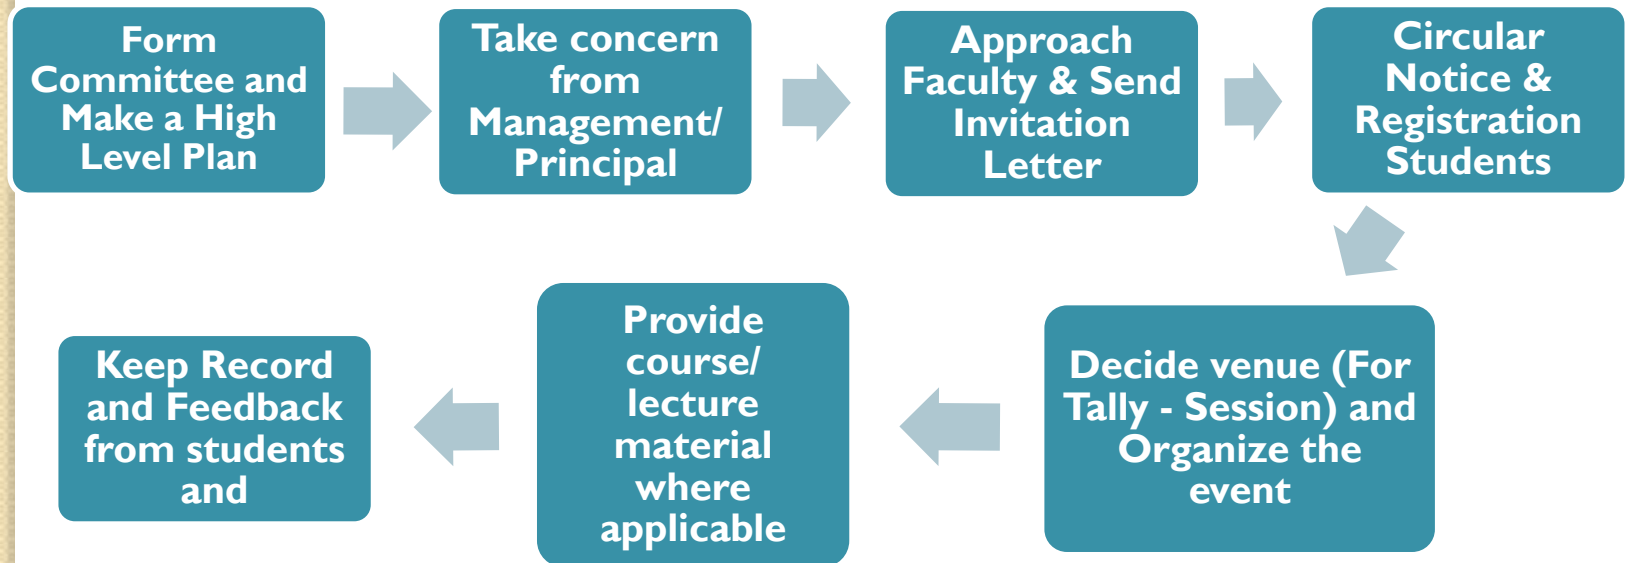 Form
Committee and
Make a High
Level Plan
Take concern
from
Management/
Principal
Approach
Faculty & Send
Invitation
Letter
Circular
Notice &
Registration
Students
Decide venue (For
Tally - Session) and
Organize the
event
Provide
course/
lecture
material
where
applicable
Keep Record
and Feedback
from students
and